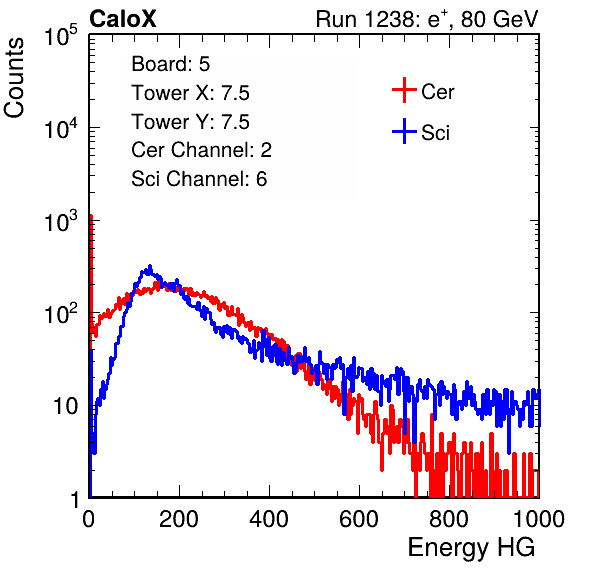 CaloX Run 1238: e⁺, 80 GeV
Counts
Board: 5
Tower X: 7.5
Tower Y: 7.5
Cer Channel: 2
Sci Channel: 6
Cer
Sci
10⁵
10⁴
10³
10²
10
1
0 200 400 600 800 1000
Energy HG